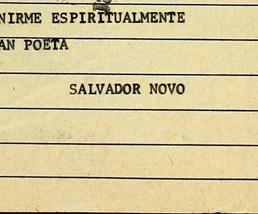 NIRME ESPIRITUALMENTE
AN POETA
SALVADOR NOVO